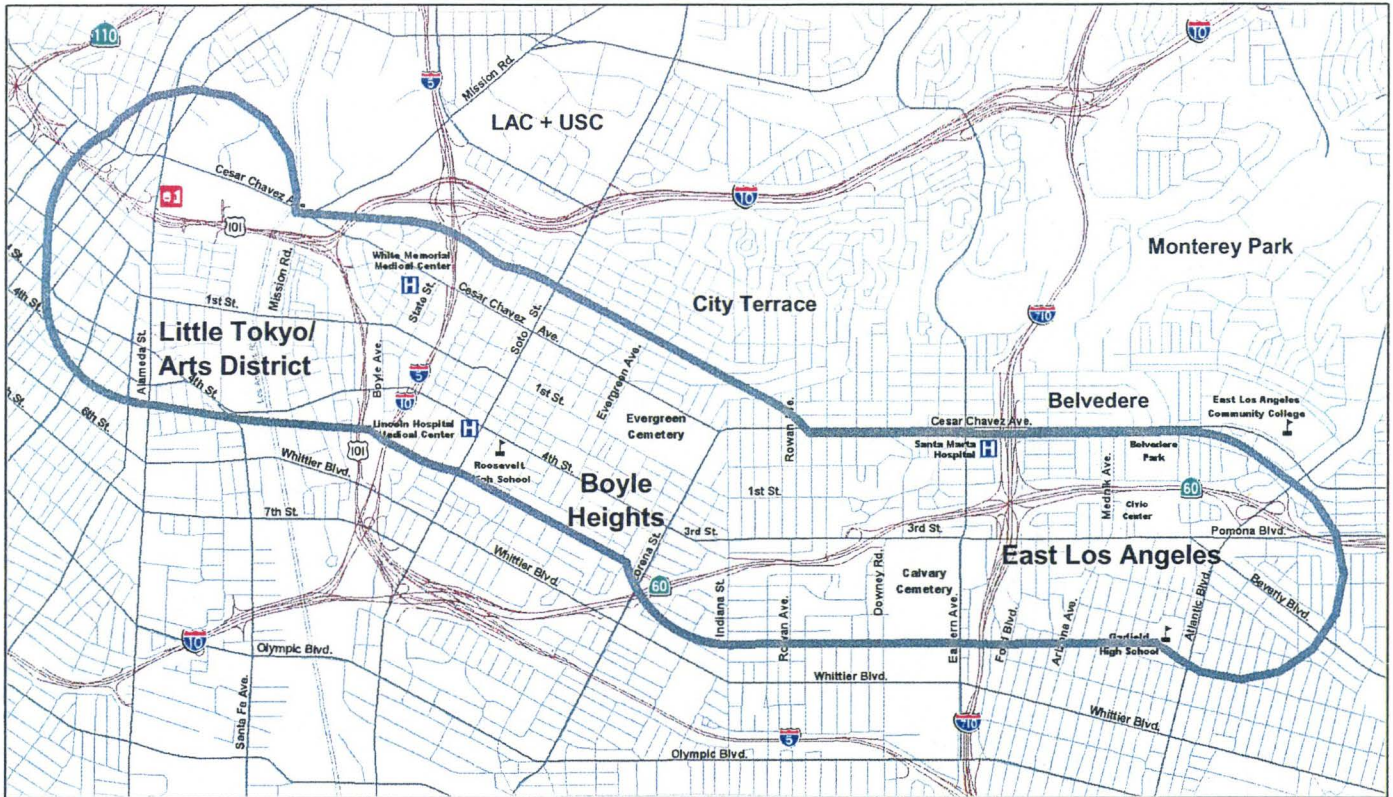 110
10
5
Mission Rd.
LAC + USC
Cesar Chavez Ave.
10
101
Monterey Park
White Memorial
Medical Center
H
Mission Rd.
State St.
Cesar Chavez Ave.
Soto St.
City Terrace
710
St.
4th St.
1st St.
Little Tokyo/
Arts District
Alameda St.
4th St.
Boyle Ave.
5
10
1st St.
Evergreen Ave.
Evergreen
Cemetery
Rowan Ave.
Belvedere
East Los Angeles
Community College
Cesar Chavez Ave.
6th St.
Lincoln Hospital
Medical Center
H
101
Santa Marta
Hospital
H
Belvedere
Park
Whittier Blvd.
Roosevelt
High School
4th St.
Boyle
Heights
1st St.
Mednik Ave.
60
Civic
Center
7th St.
3rd St.
3rd St.
Pomona Blvd.
Whittier Blvd.
East Los Angeles
60
Indiana St.
Rowan Ave.
Downey Rd.
Calvary
Cemetery
Eastern Ave.
Ford Blvd.
Arizona Ave.
Atlantic Blvd.
Beverly Blvd.
10
Olympic Blvd.
Garfield
High School
Whittier Blvd.
Santa Fe Ave.
Whittier Blvd.
710
5
Olympic Blvd.